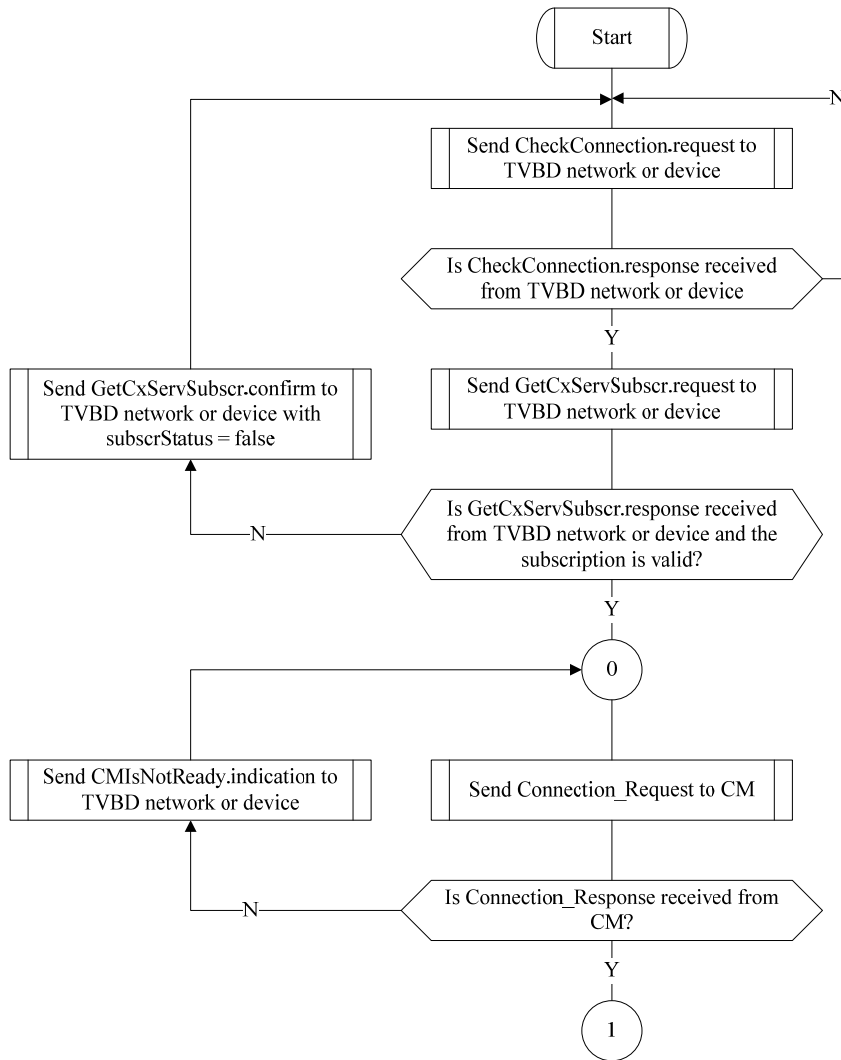 Start
N
Send CheckConnection.request to
TVBD network or device
Is CheckConnection.response received
from TVBD network or device
Y
Send GetCxServSubscr.confirm to
TVBD network or device with
subscrStatus = false
Send GetCxServSubscr.request to
TVBD network or device
N
Is GetCxServSubscr.response received
from TVBD network or device and the
subscription is valid?
Y
0
Send CMIsNotReady.indication to
TVBD network or device
Send Connection_Request to CM
N
Is Connection_Response received from
CM?
Y
1